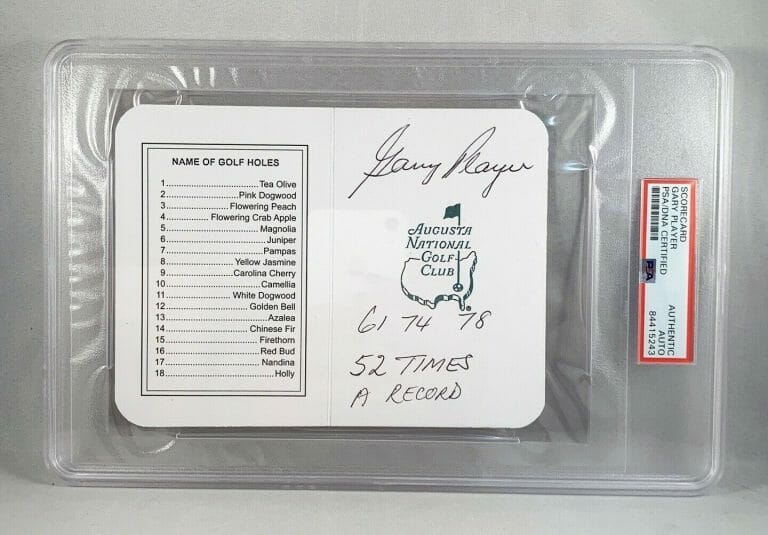 NAME OF GOLF HOLES
1..............................Tea Olive
2..............................Pink Dogwood
3..............................Flowering Peach
4..............................Flowering Crab Apple
5..............................Magnolia
6..............................Juniper
7..............................Pampas
8..............................Yellow Jasmine
9..............................Carolina Cherry
10..............................Camellia
11..............................White Dogwood
12..............................Golden Bell
13..............................Azalea
14..............................Chinese Fir
15..............................Firethorn
16..............................Red Bud
17..............................Nandina
18..............................Holly
Gary Player
AUGUSTA
NATIONAL
GOLF
CLUB
®
61 74 78
52 TIMES
A RECORD
SCORECARD
GARY PLAYER
PSA/DNA CERTIFIED
PSA
AUTHENTIC
AUTO
84415243